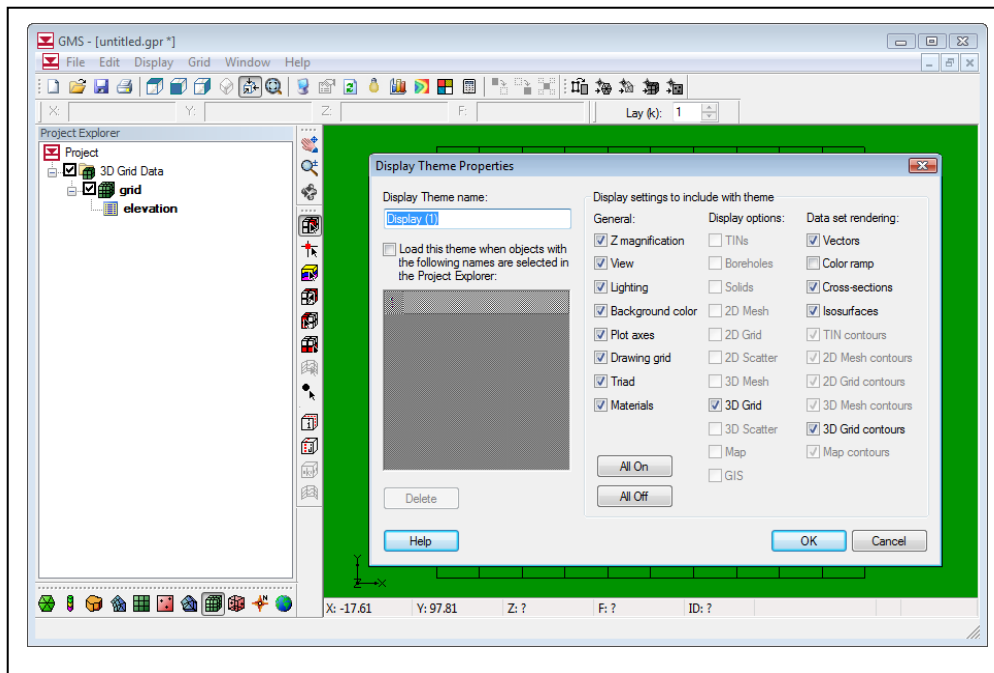 GMS - [untitled.gpr *]
File Edit Display Grid Window Help
X: Y: Z: F: Lay (k): 1
Project Explorer
Project
3D Grid Data
grid
elevation
Display Theme Properties
Display Theme name:
Display (1)
Load this theme when objects with
the following names are selected in
the Project Explorer:
Delete
Help
Display settings to include with theme
General: Display options: Data set rendering:
Z magnification TINs Vectors
View Boreholes Color ramp
Lighting Solids Cross-sections
Background color 2D Mesh Isosurfaces
Plot axes 2D Grid TIN contours
Drawing grid 2D Scatter 2D Mesh contours
Triad 3D Mesh 2D Grid contours
Materials 3D Grid 3D Mesh contours
3D Scatter 3D Grid contours
Map Map contours
GIS
All On
All Off
OK Cancel
Y
Z X
X: -17.61 Y: 97.81 Z: ? F: ? ID: ?